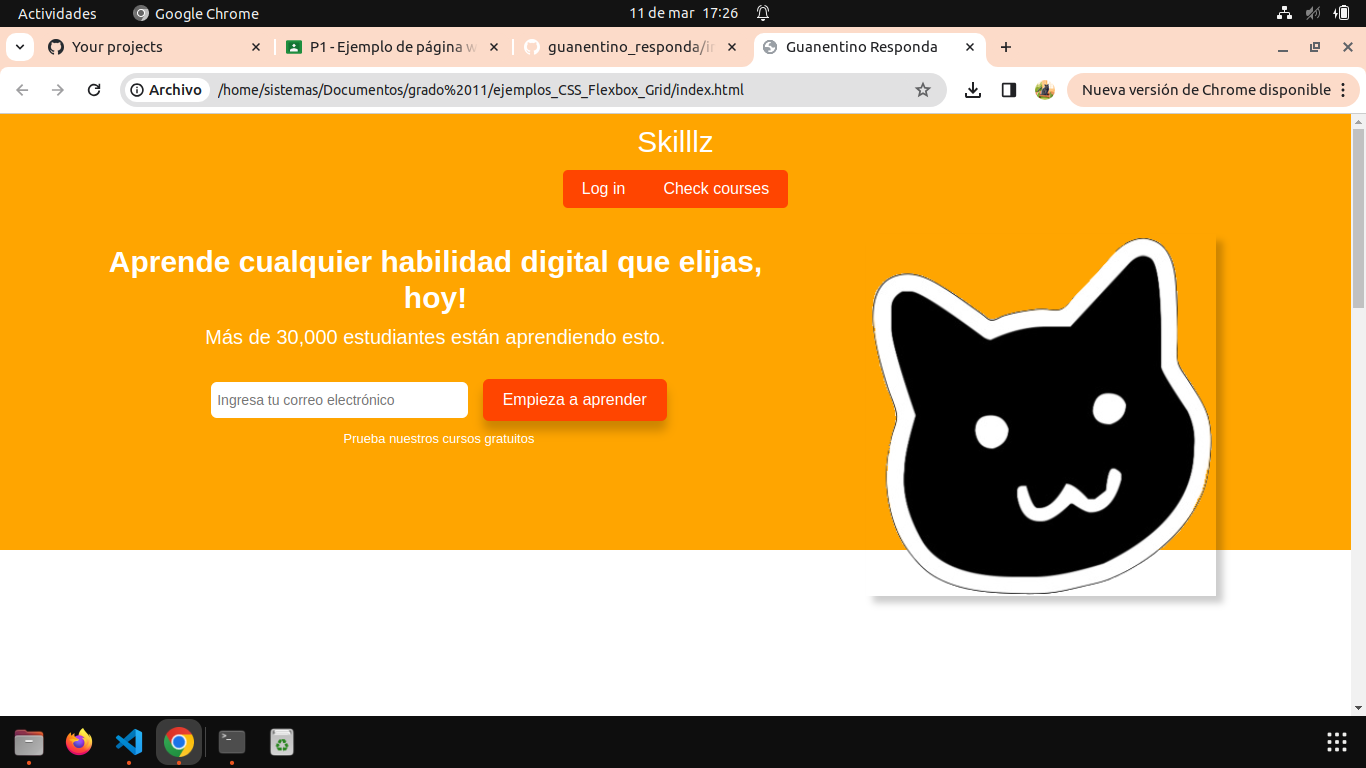 Actividades
Google Chrome
11 de mar 17:26
Your projects
P1 - Ejemplo de página w
guanentino_responda/in
Guanentino Responda
Archivo
/home/sistemas/Documentos/grado%2011/ejemplos_CSS_Flexbox_Grid/index.html
Nueva versión de Chrome disponible
Skilllz
Log in
Check courses
Aprende cualquier habilidad digital que elijas,
hoy!
Más de 30,000 estudiantes están aprendiendo esto.
Ingresa tu correo electrónico
Empieza a aprender
Prueba nuestros cursos gratuitos